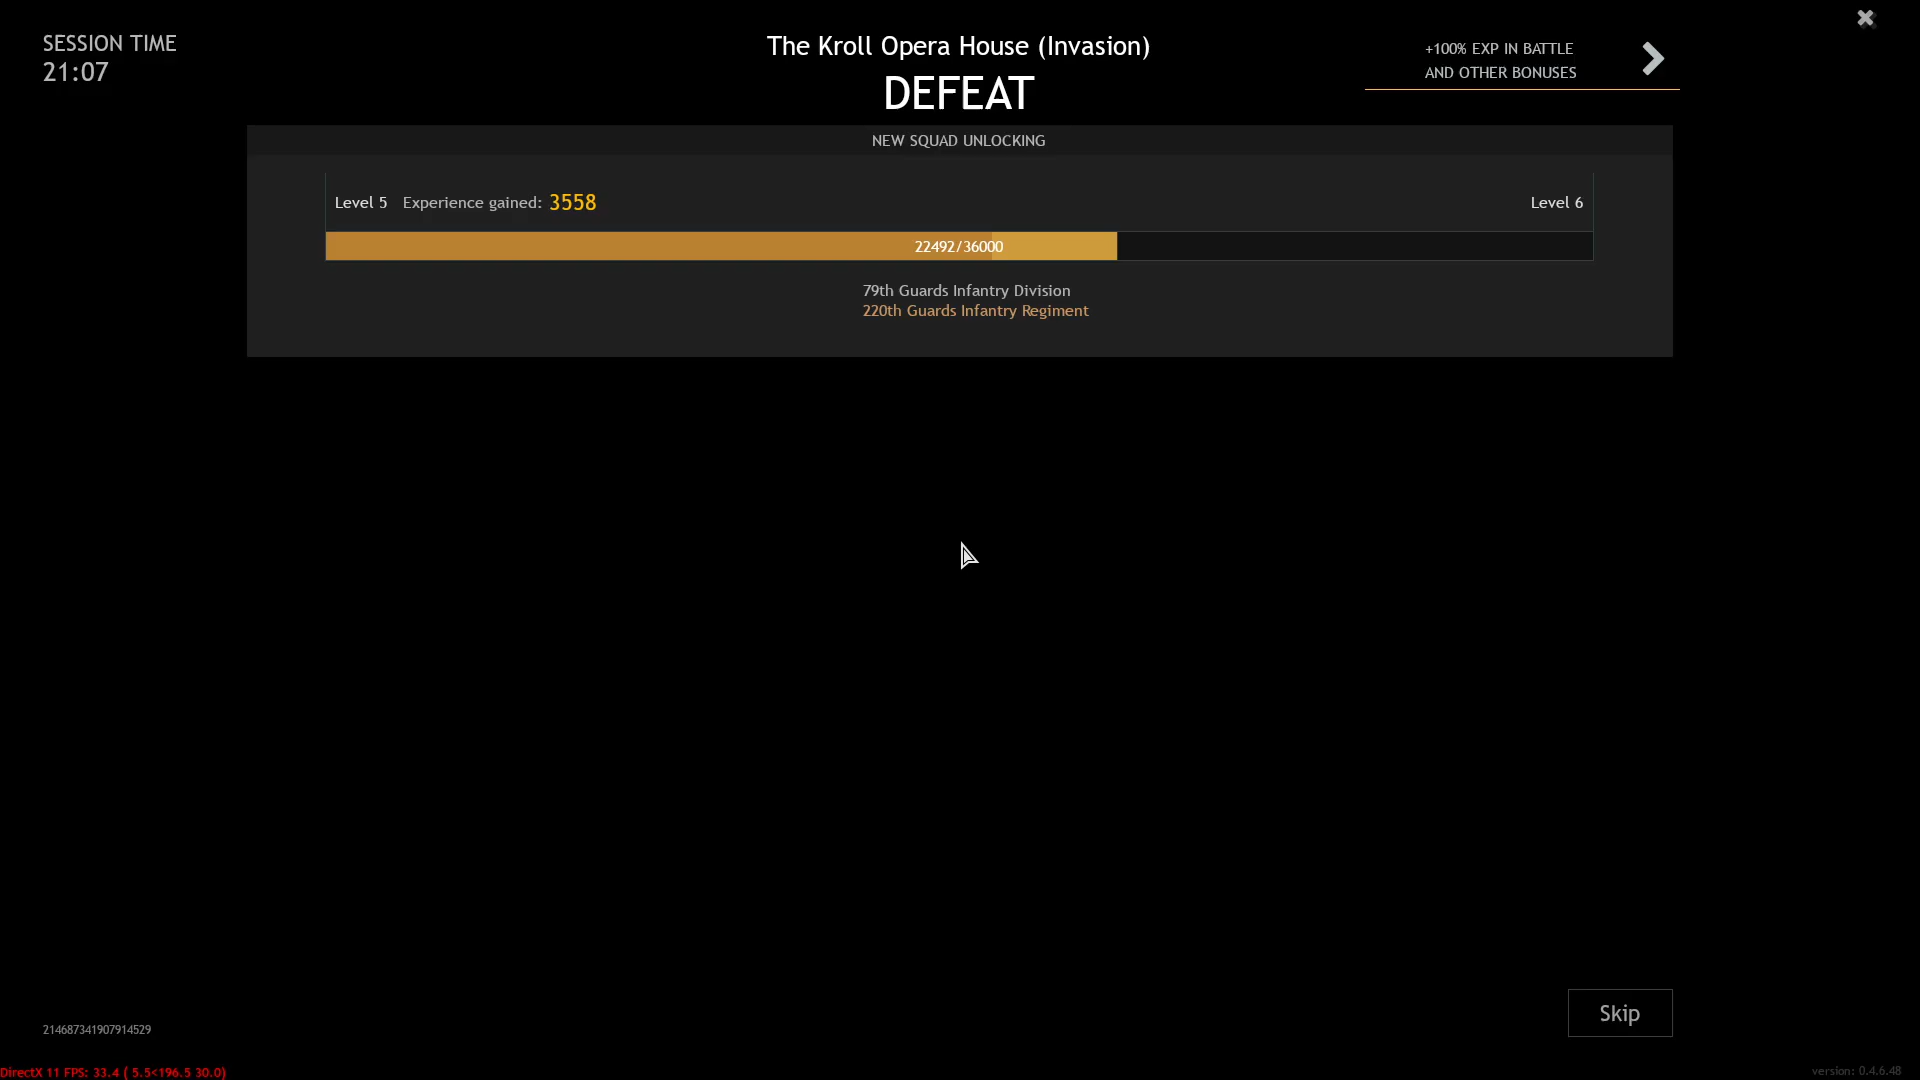 SESSION TIME
21:07
The Kroll Opera House (Invasion)
DEFEAT
+100% EXP IN BATTLE
AND OTHER BONUSES
NEW SQUAD UNLOCKING
Level 5 Experience gained: 3558
Level 6
22492/36000
79th Guards Infantry Division
220th Guards Infantry Regiment
Skip
214687341907914529
DirectX 11 FPS: 33.4 ( 5.5<196.5 30.0)
version: 0.4.6.48